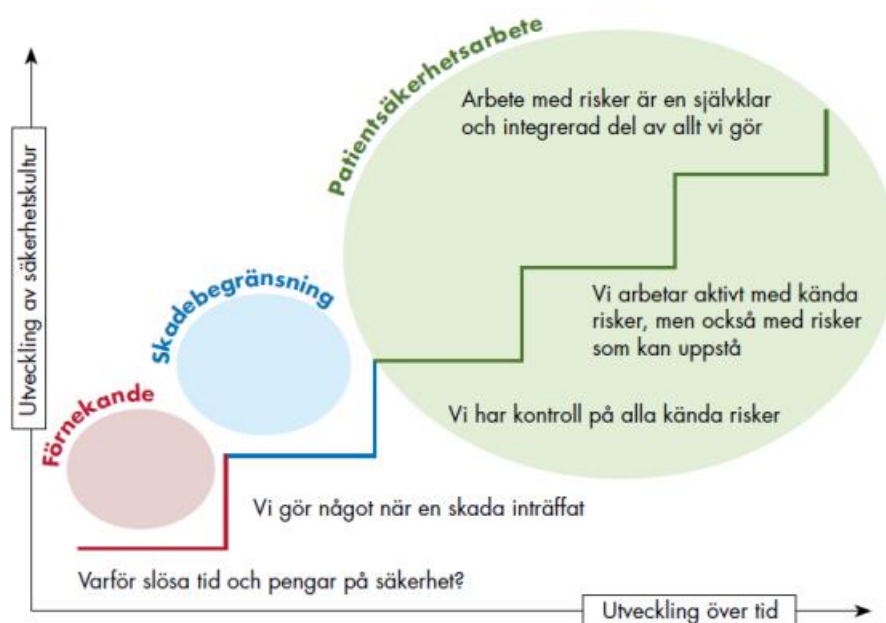 Patientsäkerhetsarbete
Arbete med risker är en självklar
och integrerad del av allt vi gör
Utveckling av säkerhetskultur
Skadebegränsning
Vi arbetar aktivt med kända
risker, men också med risker
som kan uppstå
Förnekande
Vi har kontroll på alla kända risker
Vi gör något när en skada inträffat
Varför slösa tid och pengar på säkerhet?
Utveckling över tid